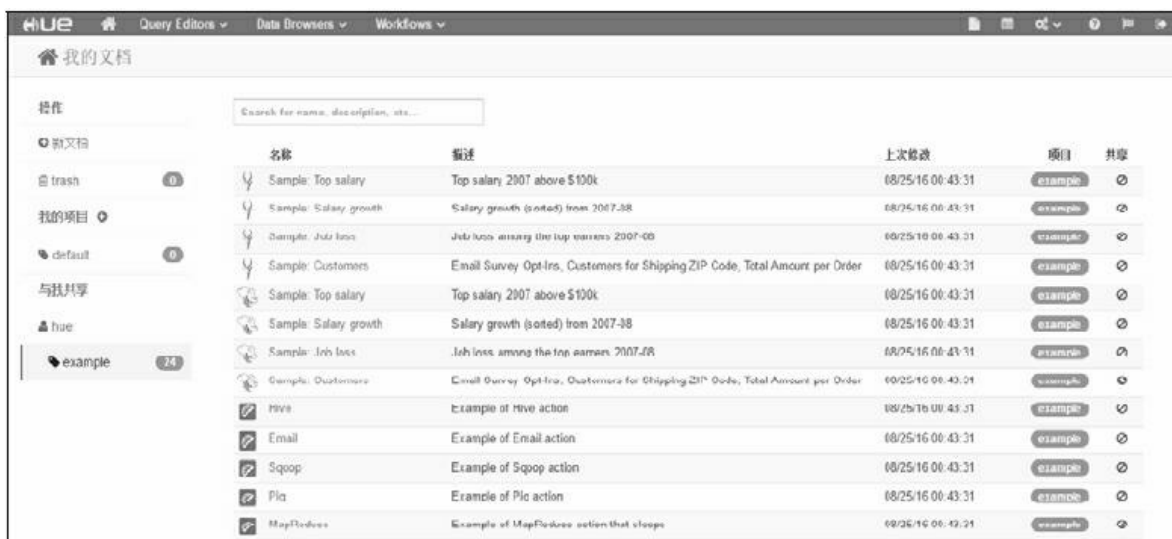 HUE Query Editors Data Browsers Workflows
我的文档
操作
新文档
trash 0
我的项目
default 0
与我共享
hue
example 24
Search for name, description, etc...
名称 描述 上次修改 项目 共享
Sample: Top salary Top salary 2007 above $100k 08/25/16 00:43:31 example
Sample: Salary growth Salary growth (sorted) from 2007-08 08/25/16 00:43:31 example
Sample: Job loss Job loss among the top earners 2007-08 08/25/16 00:43:31 example
Sample: Customers Email Survey Opt-Ins, Customers for Shipping ZIP Code, Total Amount per Order 08/25/16 00:43:31 example
Sample: Top salary Top salary 2007 above $100k 08/25/16 00:43:31 example
Sample: Salary growth Salary growth (sorted) from 2007-08 08/25/16 00:43:31 example
Sample: Job loss Job loss among the top earners 2007-08 08/25/16 00:43:31 example
Sample: Customers Email Survey Opt-Ins, Customers for Shipping ZIP Code, Total Amount per Order 08/25/16 00:43:31 example
Hive Example of Hive action 08/25/16 00:43:31 example
Email Example of Email action 08/25/16 00:43:31 example
Sqoop Example of Sqoop action 08/25/16 00:43:31 example
Pig Example of Pig action 08/25/16 00:43:31 example
MapReduce Example of MapReduce action that sleeps 08/25/16 00:43:31 example